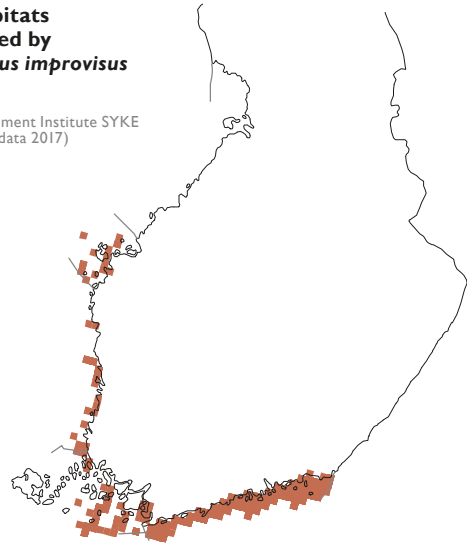 bitats
ed by
us improvisus
ment Institute SYKE
data 2017)